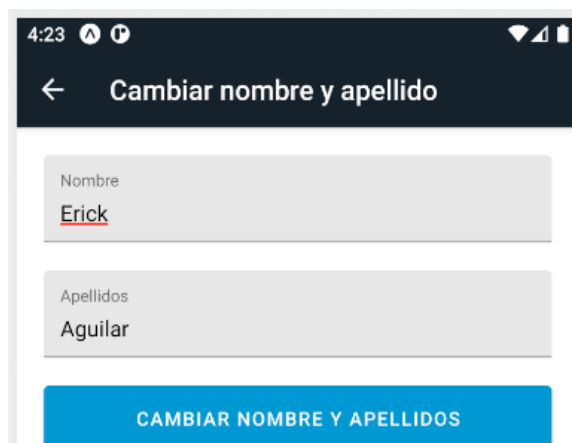 4:23
Cambiar nombre y apellido
Nombre
Erick
Apellidos
Aguilar
CAMBIAR NOMBRE Y APELLIDOS